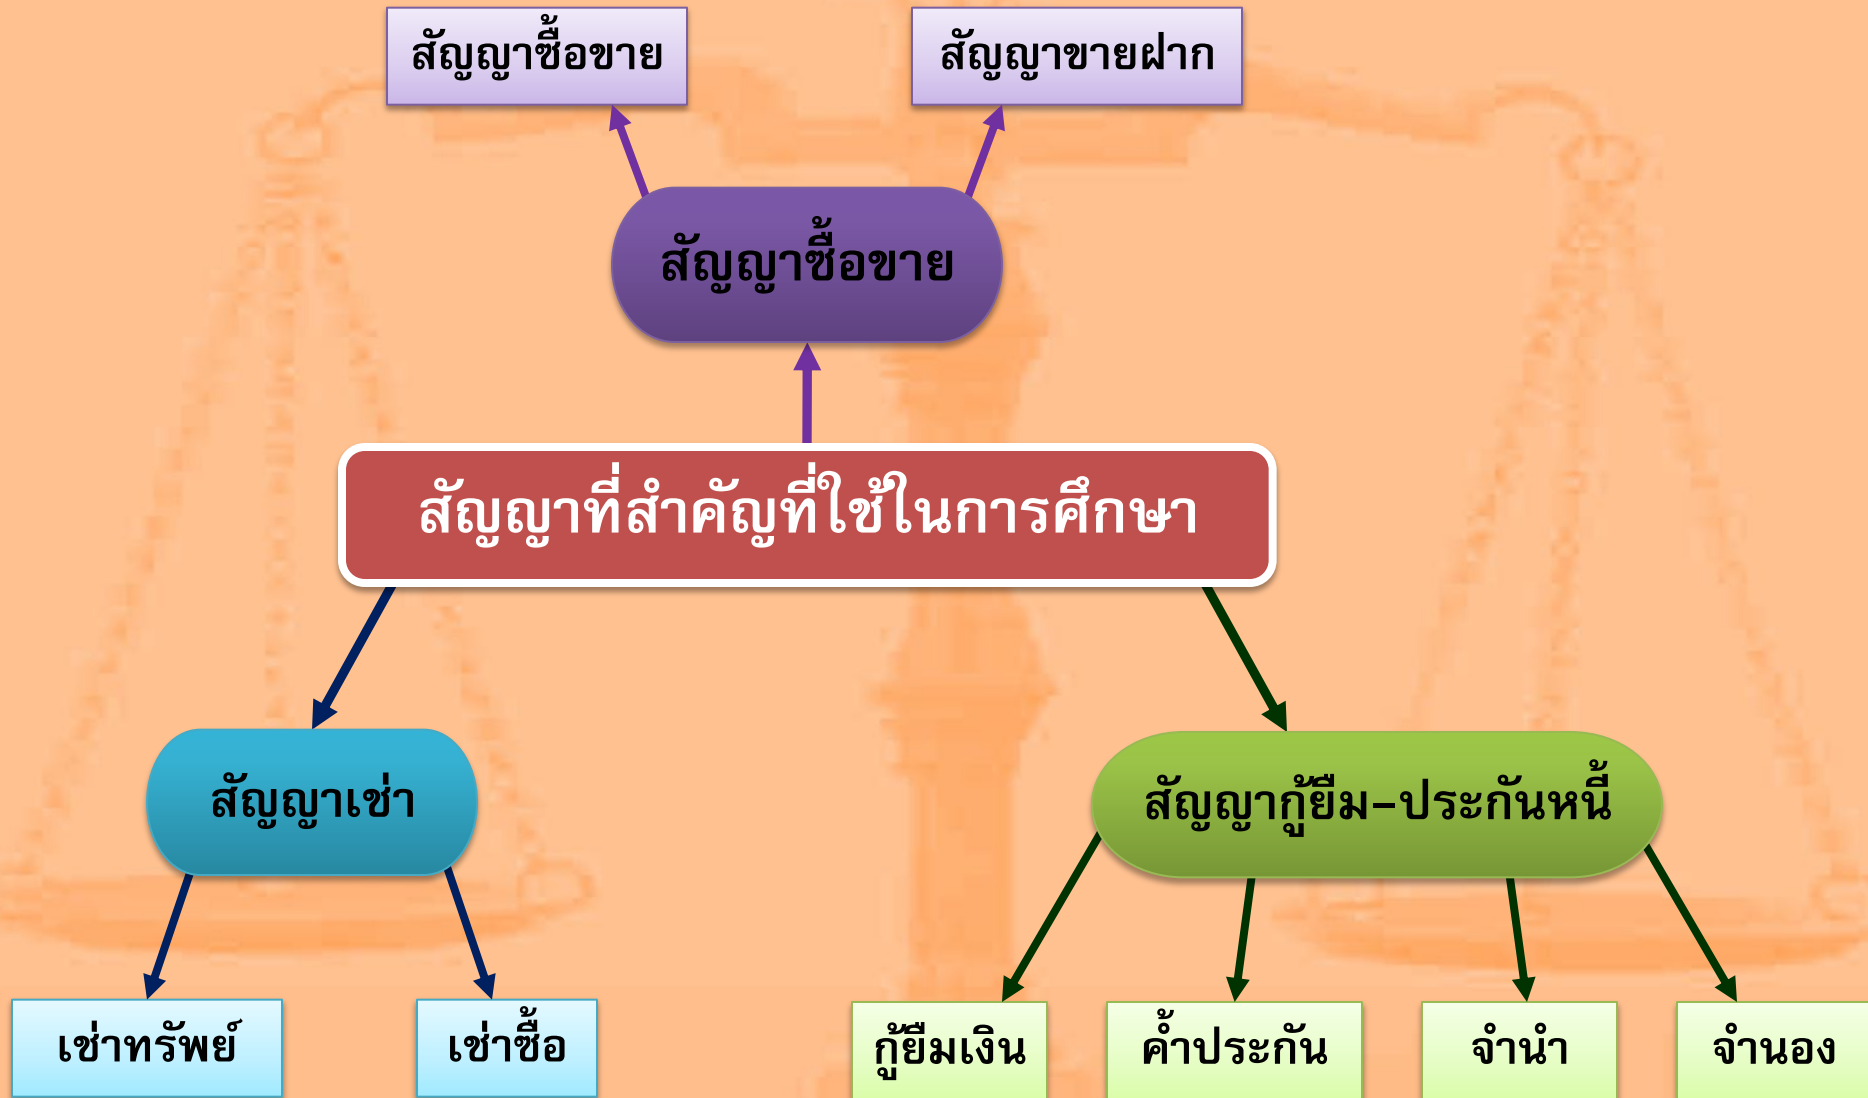 สัญญาซื้อขาย
สัญญาขายฝาก
สัญญาซื้อขาย
สัญญาที่สำคัญที่ใช้ในการศึกษา
สัญญาเช่า
สัญญากู้ยืม-ประกันหนี้
เช่าทรัพย์
เช่าซื้อ
กู้ยืมเงิน
ค้ำประกัน
จำนำ
จำนอง